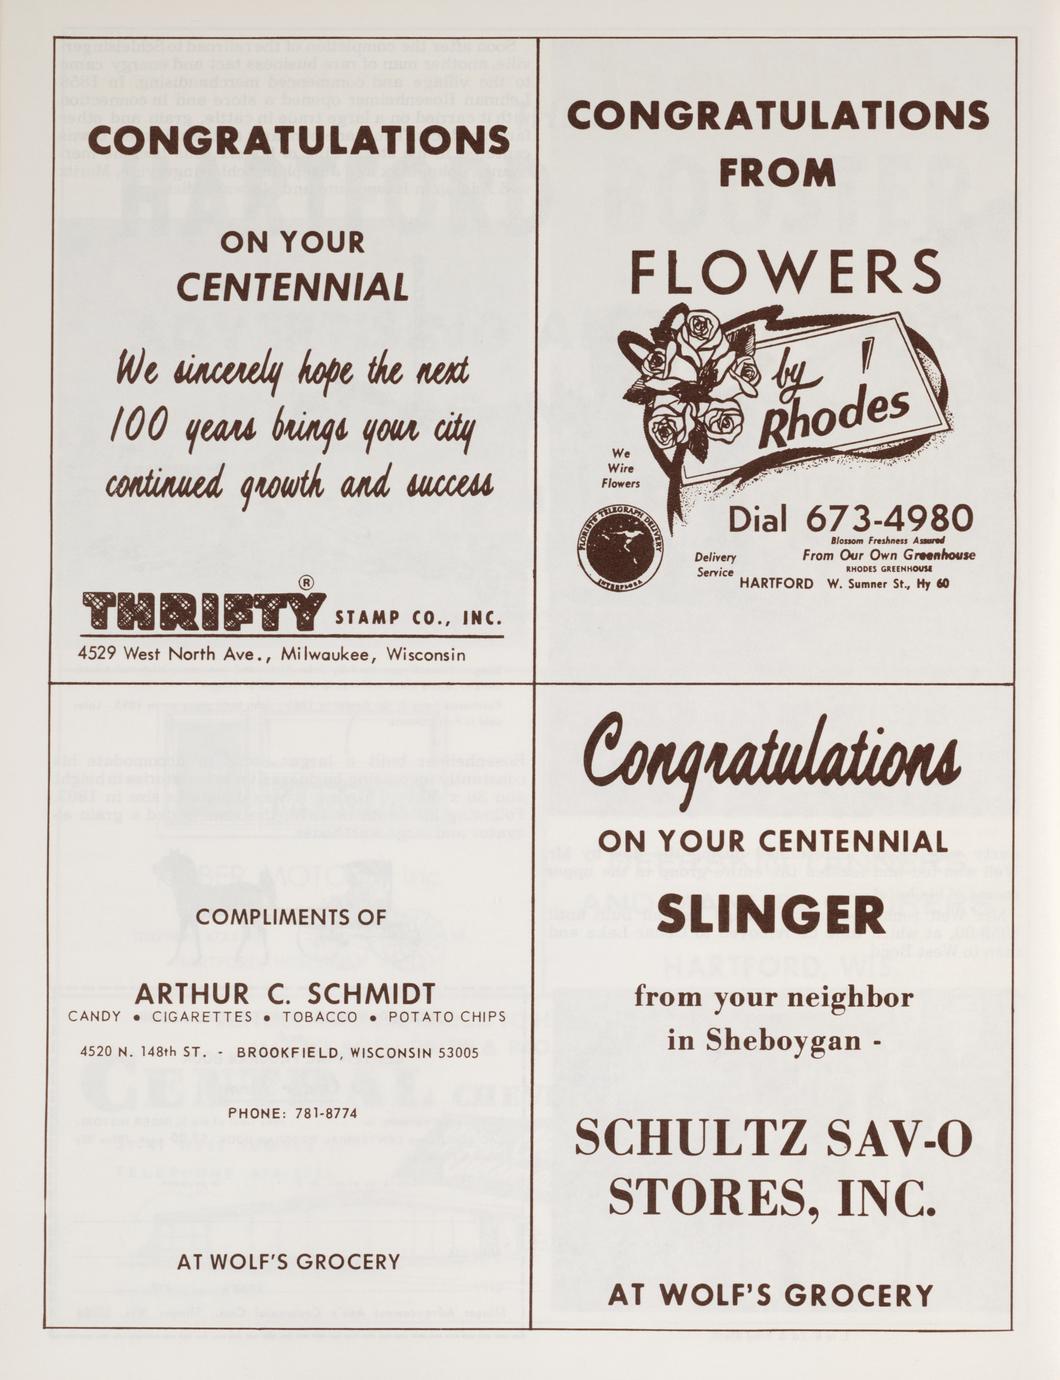 CONGRATULATIONS
ON YOUR
CENTENNIAL
We sincerely hope the next
100 years brings your city
continued growth and success
THRIFTY ® STAMP CO., INC.
4529 West North Ave., Milwaukee, Wisconsin
CONGRATULATIONS
FROM
FLOWERS
by
Rhodes
We
Wire
Flowers
FLORISTS TELEGRAPH DELIVERY
INTERFLORA
Dial 673-4980
Blossom Freshness Assured
Delivery
Service
From Our Own Greenhouse
RHODES GREENHOUSE
HARTFORD W. Sumner St., Hy 60
COMPLIMENTS OF
ARTHUR C. SCHMIDT
CANDY • CIGARETTES • TOBACCO • POTATO CHIPS
4520 N. 148th ST. - BROOKFIELD, WISCONSIN 53005
PHONE: 781-8774
AT WOLF'S GROCERY
Congratulations
ON YOUR CENTENNIAL
SLINGER
from your neighbor
in Sheboygan -
SCHULTZ SAV-O
STORES, INC.
AT WOLF'S GROCERY